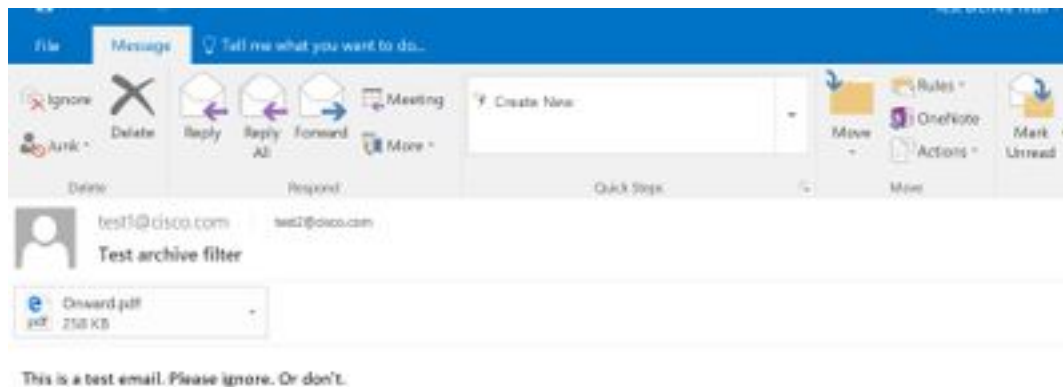 File Message Tell me what you want to do...
Ignore Meeting Create New Rules
OneNote
Junk Delete Reply Reply All Forward More Move Actions Mark Unread
Delete Respond Quick Steps Move
test1@cisco.com test2@cisco.com
Test archive filter
Onward.pdf
pdf 258 KB
This is a test email. Please ignore. Or don't.